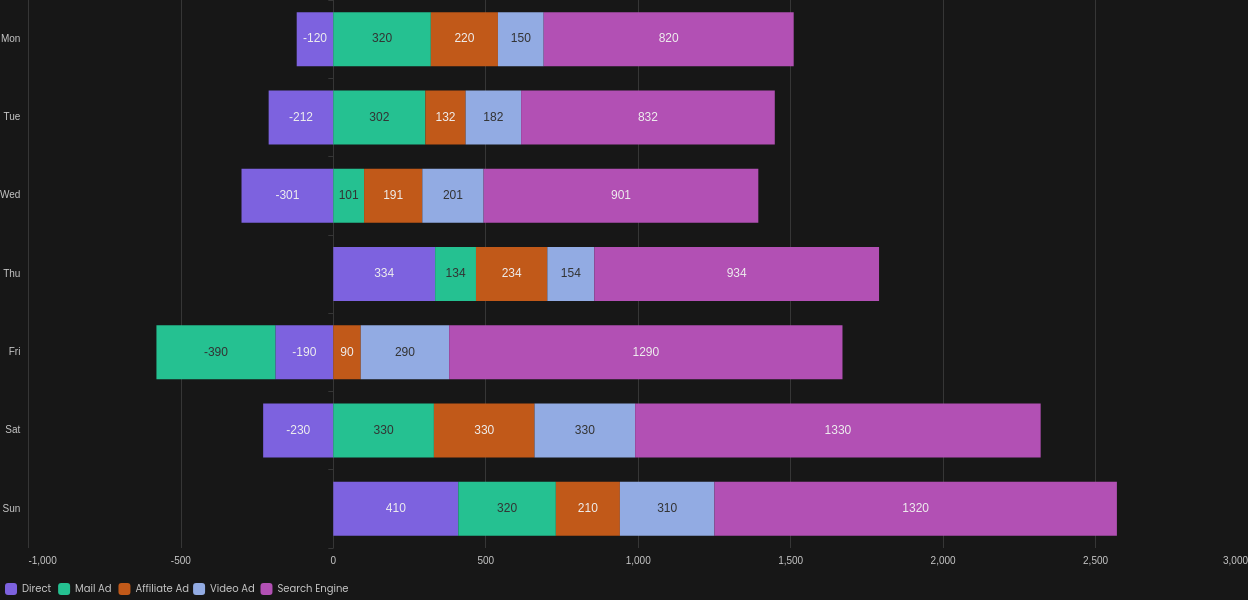 Mon -120 320 220 150 820
Tue -212 302 132 182 832
Wed -301 101 191 201 901
Thu 334 134 234 154 934
Fri -390 -190 90 290 1290
Sat -230 330 330 330 1330
Sun 410 320 210 310 1320
-1,000 -500 0 500 1,000 1,500 2,000 2,500 3,000
Direct Mail Ad Affiliate Ad Video Ad Search Engine